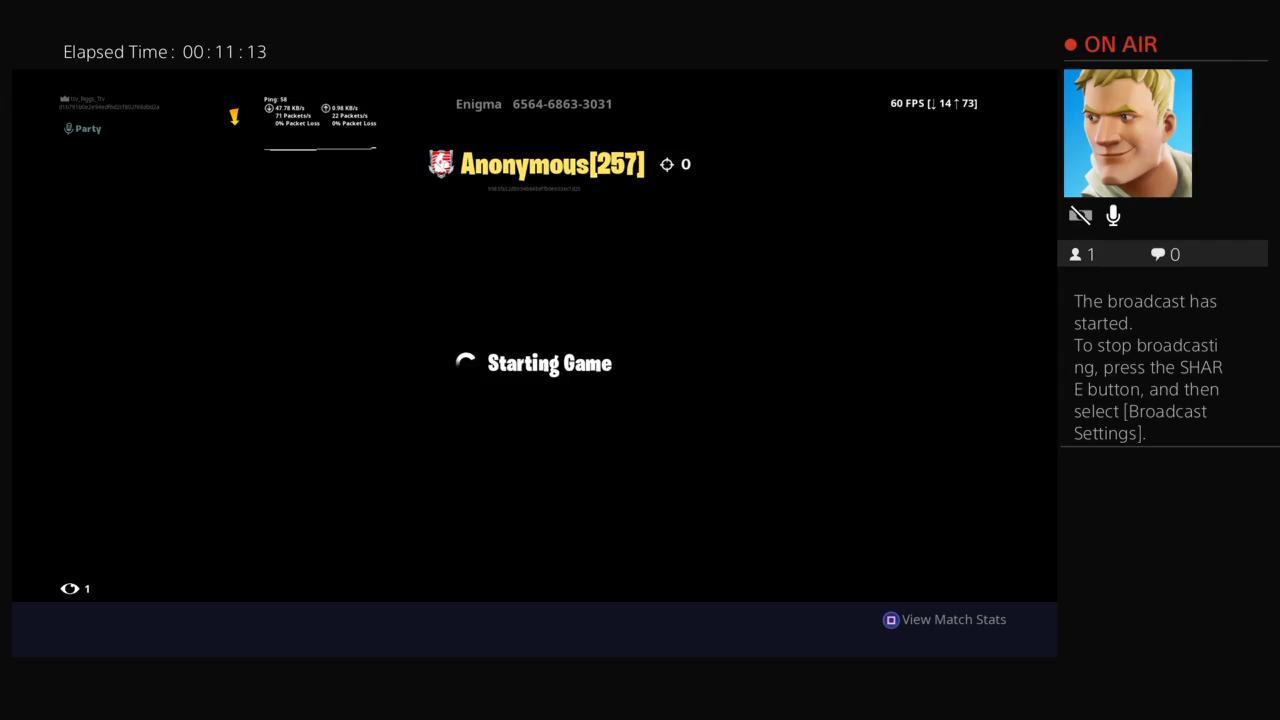 Elapsed Time: 00:11:13
ON AIR
Ping: 58
47.78 KB/s 0.98 KB/s
71 Packets/s 22 Packets/s
0% Packet Loss 0% Packet Loss
Enigma 6564-6863-3031
60 FPS [↓ 14 ↑ 73]
Party
Anonymous[257] 0
1 0
The broadcast has
started.
To stop broadcasti
ng, press the SHAR
E button, and then
select [Broadcast
Settings].
Starting Game
1
View Match Stats